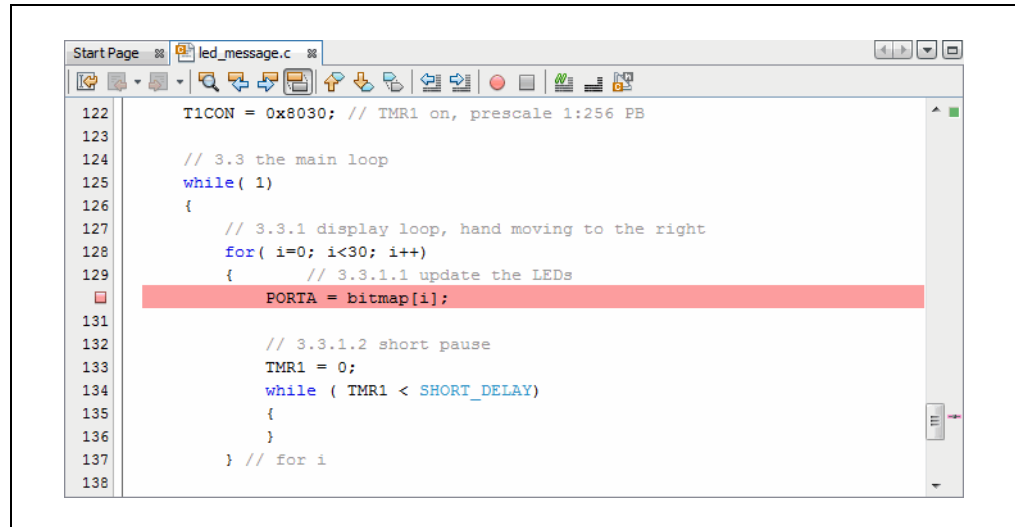 Start Page led_message.c
122 T1CON = 0x8030; // TMR1 on, prescale 1:256 PB
123
124 // 3.3 the main loop
125 while( 1)
126 {
127 // 3.3.1 display loop, hand moving to the right
128 for( i=0; i<30; i++)
129 { // 3.3.1.1 update the LEDs
PORTA = bitmap[i];
131
132 // 3.3.1.2 short pause
133 TMR1 = 0;
134 while ( TMR1 < SHORT_DELAY)
135 {
136 }
137 } // for i
138